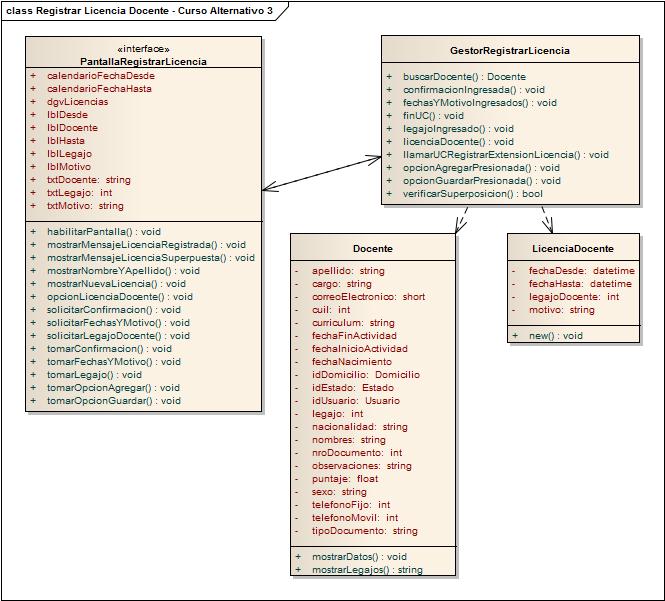 class Registrar Licencia Docente - Curso Alternativo 3
«interface»
PantallaRegistrarLicencia
+ calendarioFechaDesde
+ calendarioFechaHasta
+ dgvLicencias
+ lblDesde
+ lblDocente
+ lblHasta
+ lblLegajo
+ lblMotivo
+ txtDocente: string
+ txtLegajo: int
+ txtMotivo: string
+ habilitarPantalla() : void
+ mostrarMensajeLicenciaRegistrada() : void
+ mostrarMensajeLicenciaSuperpuesta() : void
+ mostrarNombreYApellido() : void
+ mostrarNuevaLicencia() : void
+ opcionLicenciaDocente() : void
+ solicitarConfirmacion() : void
+ solicitarFechasYMotivo() : void
+ solicitarLegajoDocente() : void
+ tomarConfirmacion() : void
+ tomarFechasYMotivo() : void
+ tomarLegajo() : void
+ tomarOpcionAgregar() : void
+ tomarOpcionGuardar() : void
GestorRegistrarLicencia
+ buscarDocente() : Docente
+ confirmacionIngresada() : void
+ fechasYMotivoIngresados() : void
+ finUC() : void
+ legajoIngresado() : void
+ licenciaDocente() : void
+ llamarUCRegistrarExtensionLicencia() : void
+ opcionAgregarPresionada() : void
+ opcionGuardarPresionada() : void
+ verificarSuperposicion() : bool
Docente
- apellido: string
- cargo: string
- correoElectronico: short
- cuil: int
- curriculum: string
- fechaFinActividad
- fechaInicioActividad
- fechaNacimiento
- idDomicilio: Domicilio
- idEstado: Estado
- idUsuario: Usuario
- legajo: int
- nacionalidad: string
- nombres: string
- nroDocumento: int
- observaciones: string
- puntaje: float
- sexo: string
- telefonoFijo: int
- telefonoMovil: int
- tipoDocumento: string
+ mostrarDatos() : void
+ mostrarLegajos() : string
LicenciaDocente
- fechaDesde: datetime
- fechaHasta: datetime
- legajoDocente: int
- motivo: string
+ new() : void